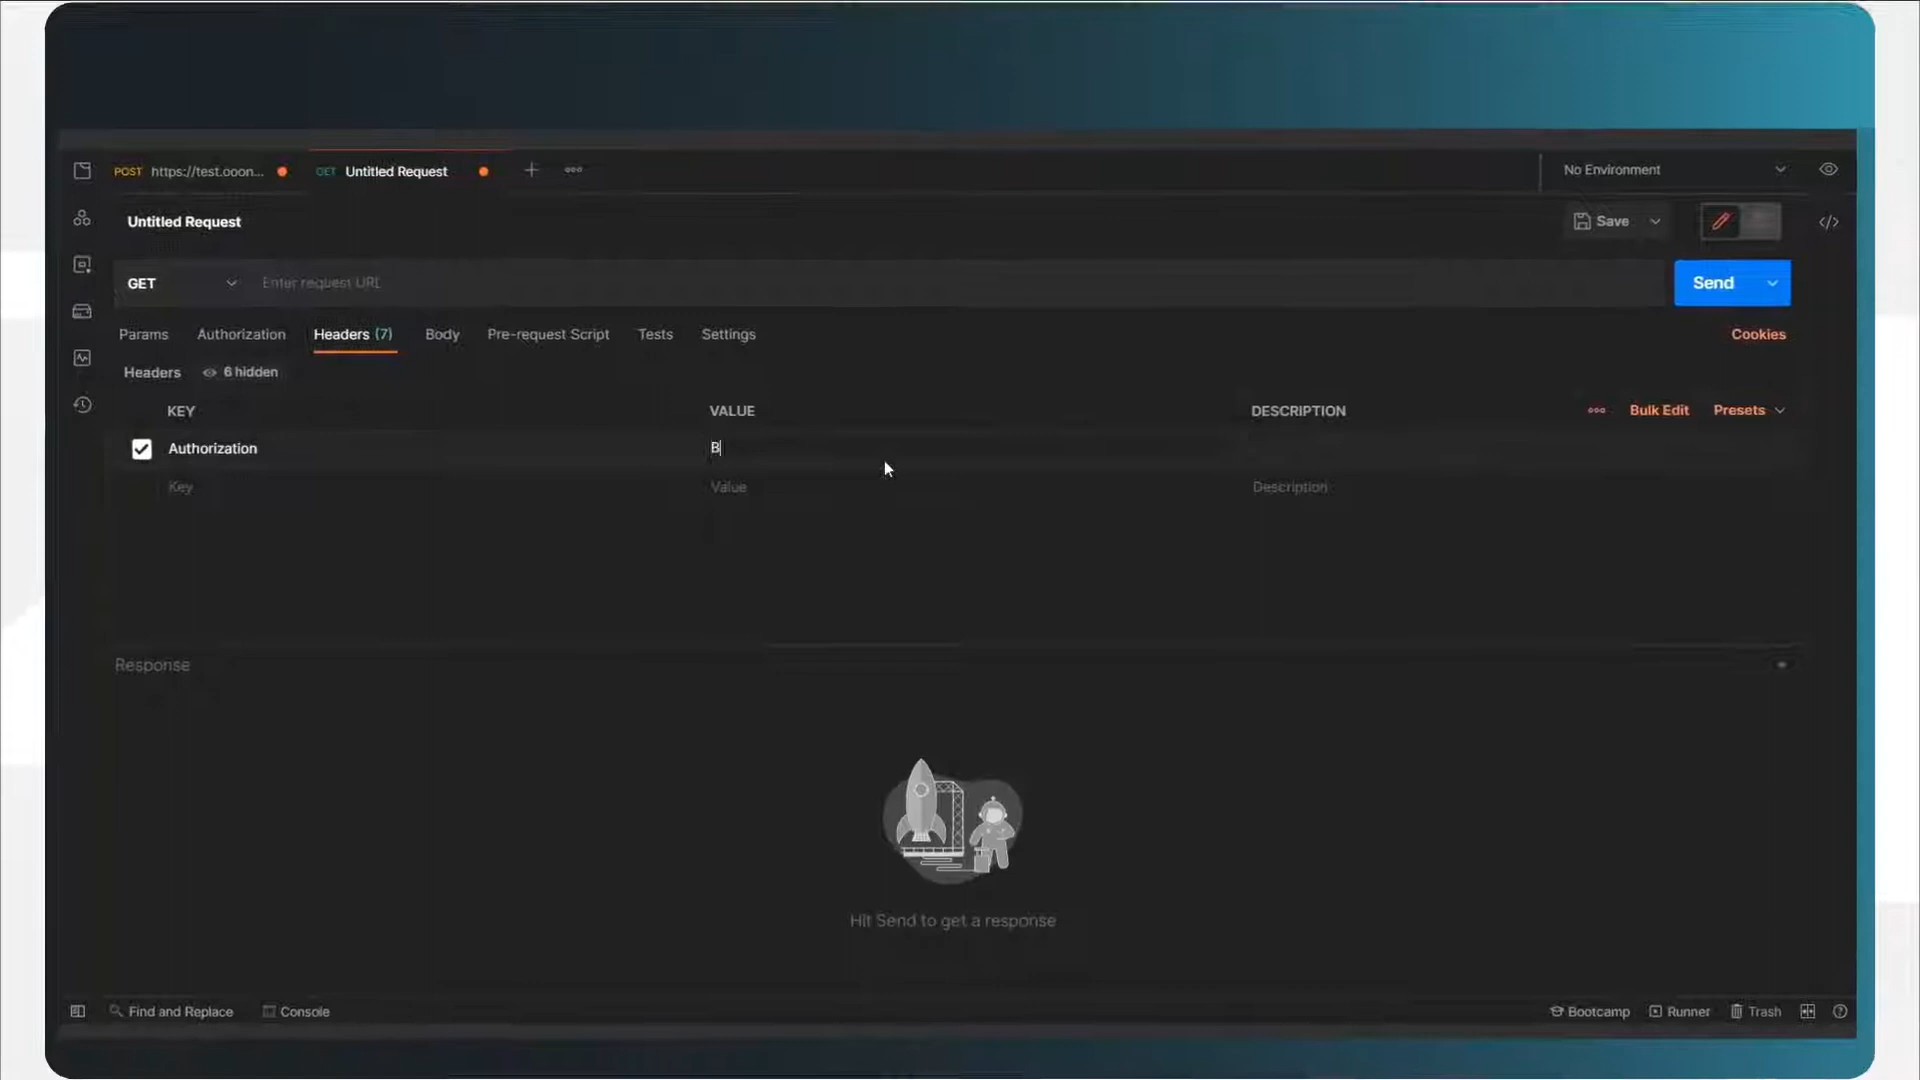 POST https://test.ooon... GET Untitled Request No Environment
Untitled Request Save
GET Enter request URL Send
Params Authorization Headers (7) Body Pre-request Script Tests Settings Cookies
Headers 6 hidden
KEY VALUE DESCRIPTION Bulk Edit Presets
Authorization B
Key Value Description
Response
Hit Send to get a response
Find and Replace Console Bootcamp Runner Trash